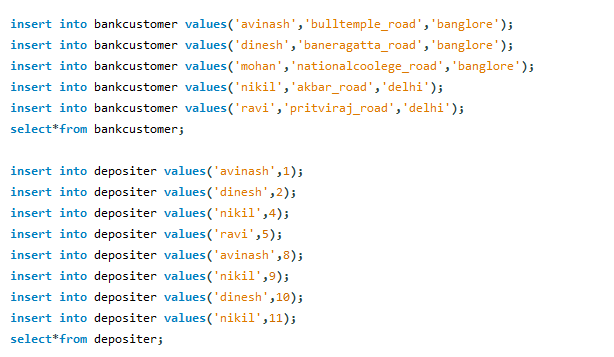 insert into bankcustomer values('avinash','bulltemple_road','banglore');
insert into bankcustomer values('dinesh','baneragatta_road','banglore');
insert into bankcustomer values('mohan','nationalcoolege_road','banglore');
insert into bankcustomer values('nikil','akbar_road','delhi');
insert into bankcustomer values('ravi','pritviraj_road','delhi');
select*from bankcustomer;

insert into depositer values('avinash',1);
insert into depositer values('dinesh',2);
insert into depositer values('nikil',4);
insert into depositer values('ravi',5);
insert into depositer values('avinash',8);
insert into depositer values('nikil',9);
insert into depositer values('dinesh',10);
insert into depositer values('nikil',11);
select*from depositer;